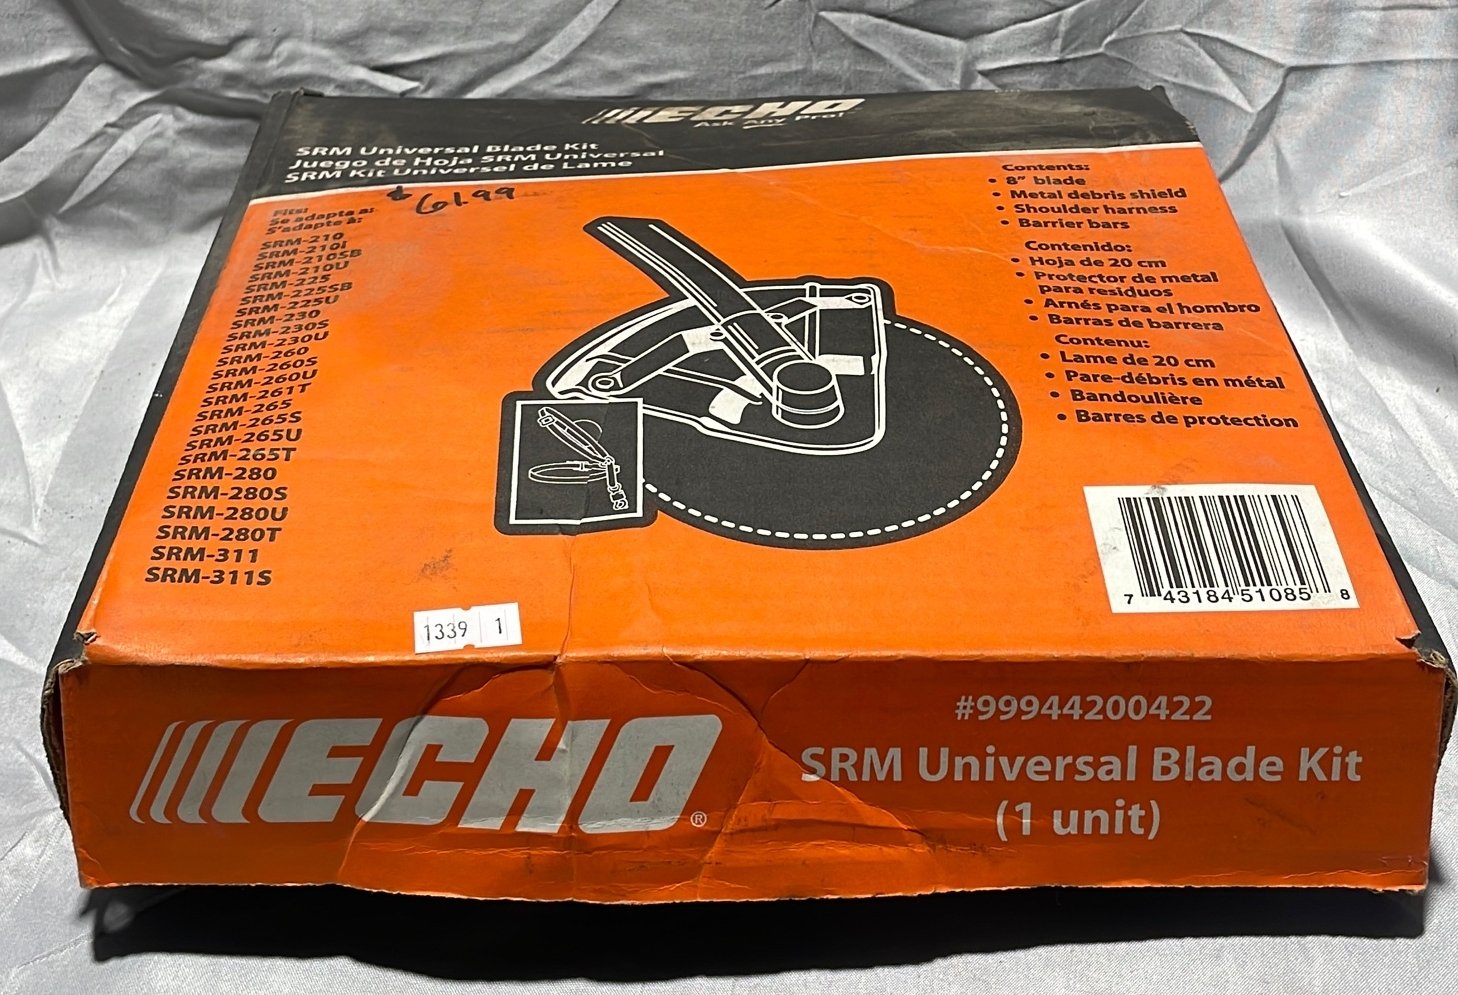 ECHO
Ask Any Pro!
SRM Universal Blade Kit
Juego de Hoja SRM Universal
SRM Kit Universel de Lame
$61.99
Fits:
Se adapta a:
S'adapte à:
SRM-210
SRM-210i
SRM-210SB
SRM-210U
SRM-225
SRM-225SB
SRM-225U
SRM-230
SRM-230S
SRM-230U
SRM-260
SRM-260S
SRM-260U
SRM-261T
SRM-265
SRM-265S
SRM-265U
SRM-265T
SRM-280
SRM-280S
SRM-280U
SRM-280T
SRM-311
SRM-311S
Contents:
• 8" blade
• Metal debris shield
• Shoulder harness
• Barrier bars
Contenido:
• Hoja de 20 cm
• Protector de metal
para residuos
• Arnés para el hombro
• Barras de barrera
Contenu:
• Lame de 20 cm
• Pare-débris en métal
• Bandoulière
• Barres de protection
7 43184 51085 8
1339 1
ECHO®
#99944200422
SRM Universal Blade Kit
(1 unit)